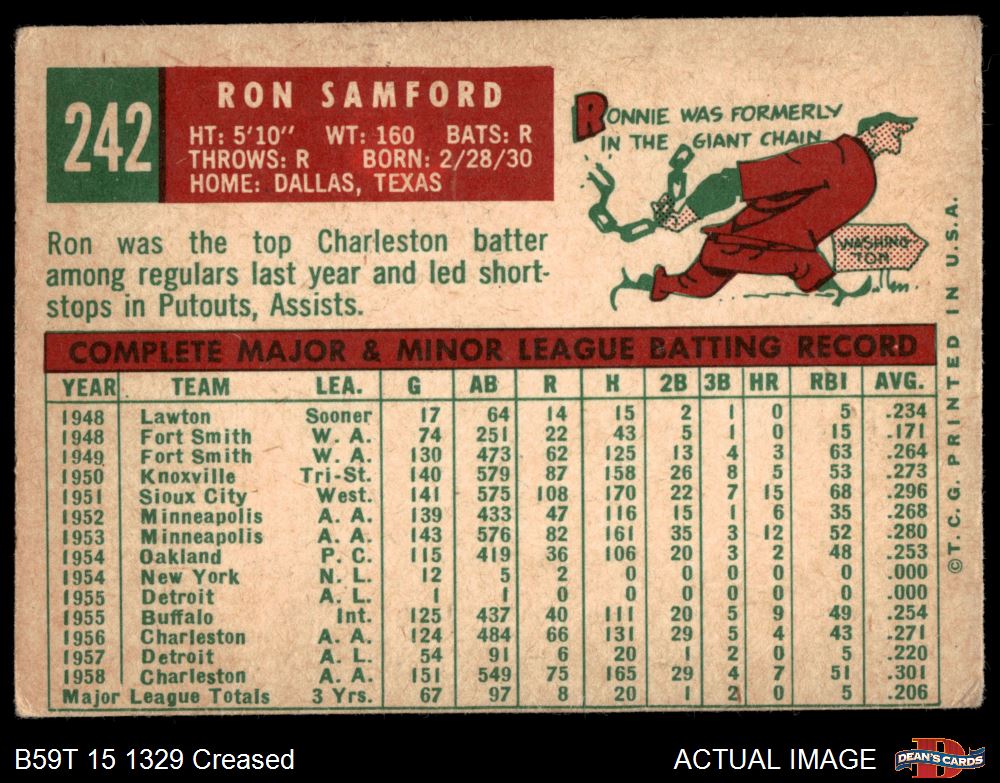 242
RON SAMFORD
HT: 5'10" WT: 160 BATS: R
THROWS: R BORN: 2/28/30
HOME: DALLAS, TEXAS
RONNIE WAS FORMERLY
IN THE GIANT CHAIN
WASHING
TON
Ron was the top Charleston batter
among regulars last year and led short-
stops in Putouts, Assists.
COMPLETE MAJOR & MINOR LEAGUE BATTING RECORD
YEAR TEAM LEA. G AB R H 2B 3B HR RBI AVG.
1948 Lawton Sooner 17 64 14 15 2 1 0 5 .234
1948 Fort Smith W. A. 74 251 22 43 5 1 0 15 .171
1949 Fort Smith W. A. 130 473 62 125 13 4 3 63 .264
1950 Knoxville Tri-St. 140 579 87 158 26 8 5 53 .273
1951 Sioux City West. 141 575 108 170 22 7 15 68 .296
1952 Minneapolis A. A. 139 433 47 116 15 1 6 35 .268
1953 Minneapolis A. A. 143 576 82 161 35 3 12 52 .280
1954 Oakland P. C. 115 419 36 106 20 3 2 48 .253
1954 New York N. L. 12 5 2 0 0 0 0 0 .000
1955 Detroit A. L. 1 1 0 0 0 0 0 0 .000
1955 Buffalo Int. 125 437 40 111 20 5 9 49 .254
1956 Charleston A. A. 124 484 66 131 29 5 4 43 .271
1957 Detroit A. L. 54 91 6 20 1 2 0 5 .220
1958 Charleston A. A. 151 549 75 165 29 4 7 51 .301
Major League Totals 3 Yrs. 67 97 8 20 1 2 0 5 .206
©T. C. G. PRINTED IN U. S. A.
B59T 15 1329 Creased
ACTUAL IMAGE
D
DEAN'S CARDS